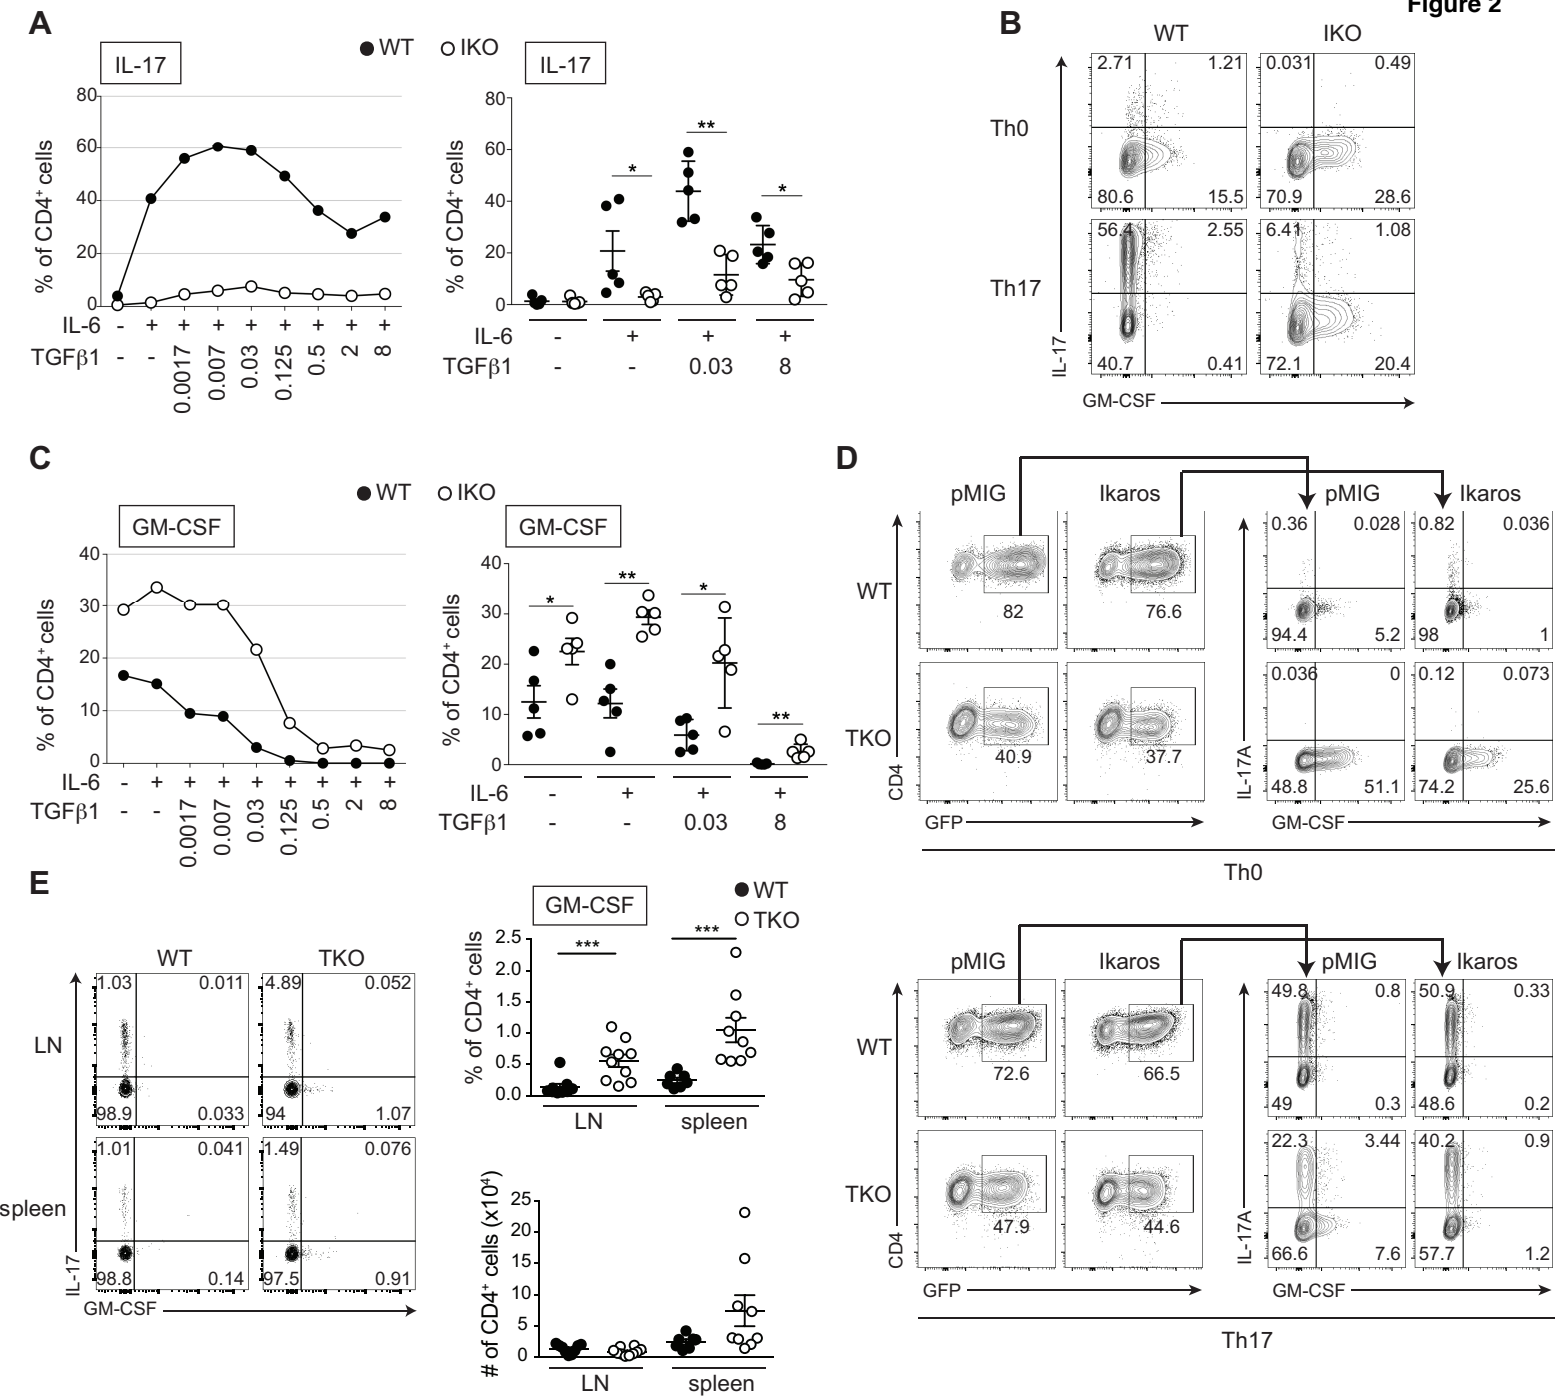 Figure 2
A
WT IKO
IL-17
% of CD4+ cells
80
60
40
20
0
IL-6 - + + + + + + + +
TGFβ1 - - 0.0017 0.007 0.03 0.125 0.5 2 8
IL-17
% of CD4+ cells
80
60
40
20
0
* ** *
IL-6 - + + +
TGFβ1 - - 0.03 8
B
WT IKO
Th0
2.71 1.21 0.031 0.49
80.6 15.5 70.9 28.6
Th17
56.4 2.55 6.41 1.08
40.7 0.41 72.1 20.4
IL-17
GM-CSF
C
WT IKO
GM-CSF
% of CD4+ cells
40
30
20
10
0
IL-6 - + + + + + + + +
TGFβ1 - - 0.0017 0.007 0.03 0.125 0.5 2 8
GM-CSF
% of CD4+ cells
40
30
20
10
0
* ** * **
IL-6 - + + +
TGFβ1 - - 0.03 8
D
pMIG Ikaros pMIG Ikaros
WT
82 76.6
0.36 0.028 0.82 0.036
94.4 5.2 98 1
TKO
40.9 37.7
0.036 0 0.12 0.073
48.8 51.1 74.2 25.6
CD4
GFP
IL-17A
GM-CSF
Th0
pMIG Ikaros pMIG Ikaros
WT
72.6 66.5
49.8 0.8 50.9 0.33
49 0.3 48.6 0.2
TKO
47.9 44.6
22.3 3.44 40.2 0.9
66.6 7.6 57.7 1.2
CD4
GFP
IL-17A
GM-CSF
Th17
E
WT TKO
LN
1.03 0.011 4.89 0.052
98.9 0.033 94 1.07
spleen
1.01 0.041 1.49 0.076
98.8 0.14 97.5 0.91
IL-17
GM-CSF
GM-CSF
WT
TKO
% of CD4+ cells
2.5
2.0
1.5
1.0
0.5
0.0
*** ***
LN spleen
# of CD4+ cells (x10⁴)
25
20
15
10
5
0
LN spleen